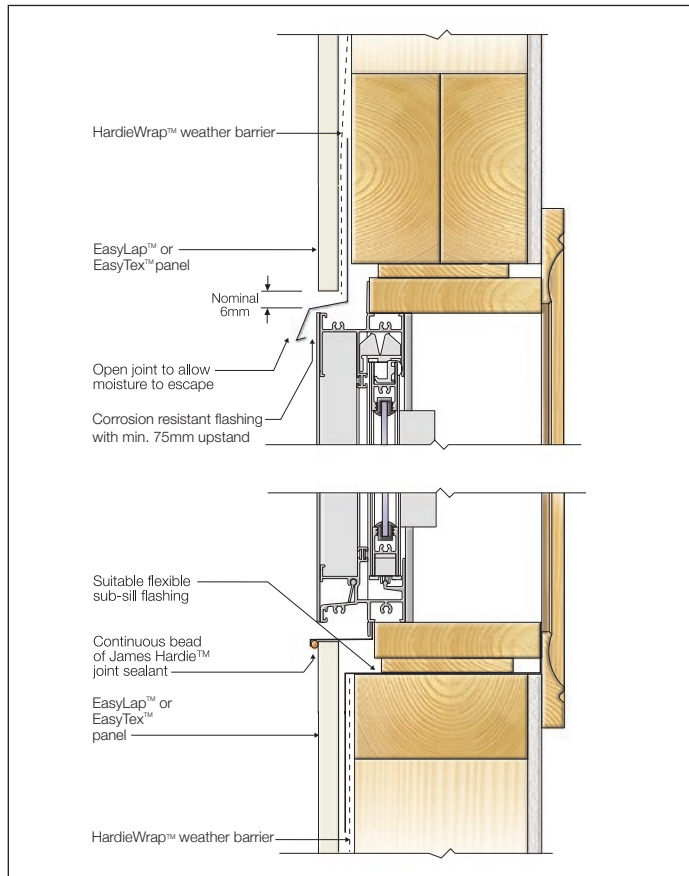 HardieWrap™ weather barrier
EasyLap™ or
EasyTex™ panel
Nominal
6mm
Open joint to allow
moisture to escape
Corrosion resistant flashing
with min. 75mm upstand
Suitable flexible
sub-sill flashing
Continuous bead
of James Hardie™
joint sealant
EasyLap™ or
EasyTex™
panel
HardieWrap™ weather barrier